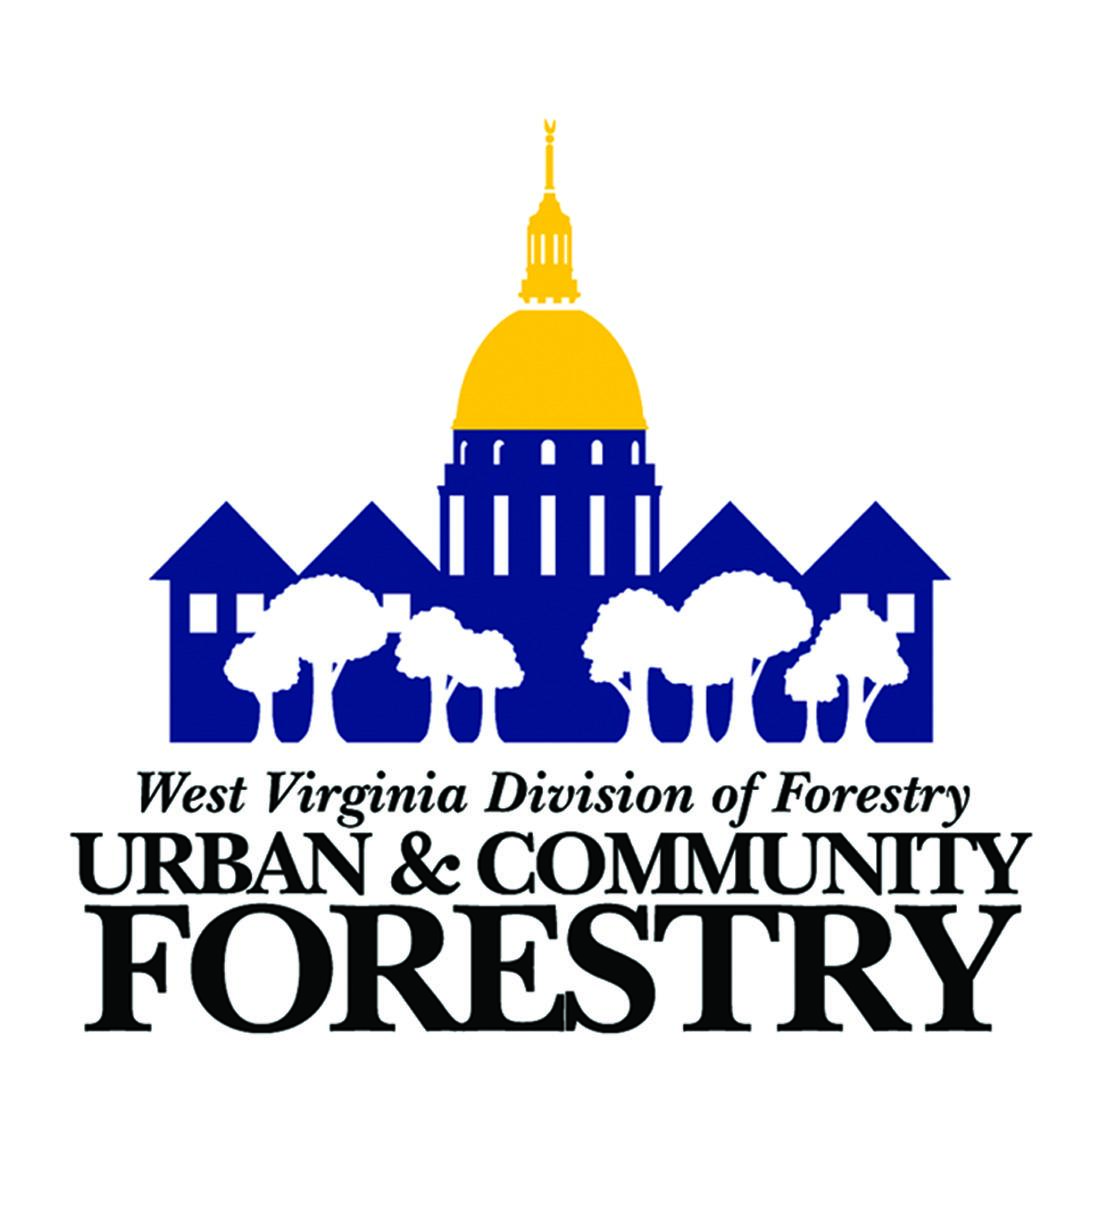 West Virginia Division of Forestry
URBAN & COMMUNITY
FORESTRY